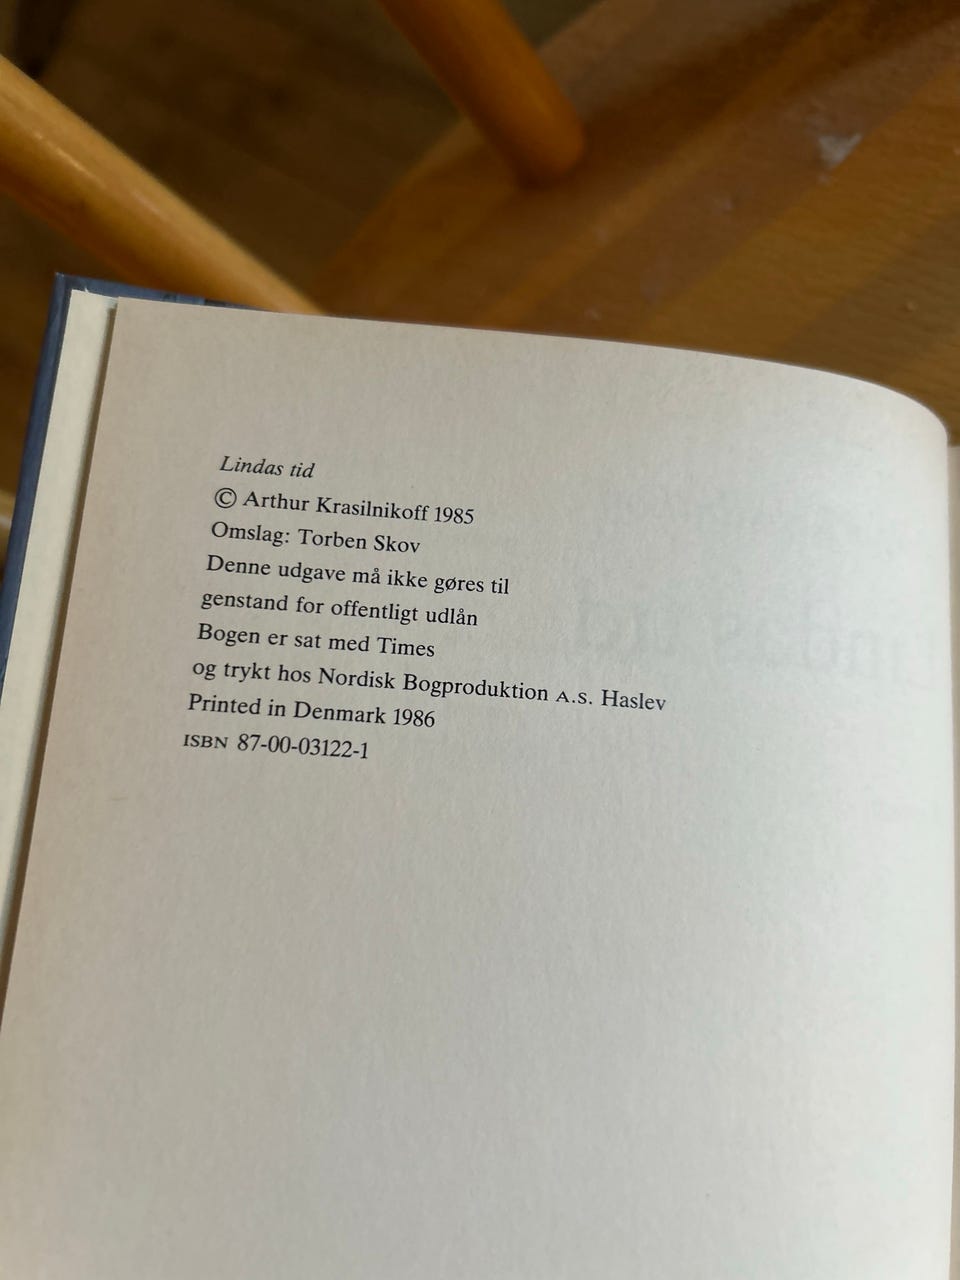 Lindas tid
© Arthur Krasilnikoff 1985
Omslag: Torben Skov
Denne udgave må ikke gøres til
genstand for offentligt udlån
Bogen er sat med Times
og trykt hos Nordisk Bogproduktion A.S. Haslev
Printed in Denmark 1986
ISBN 87-00-03122-1